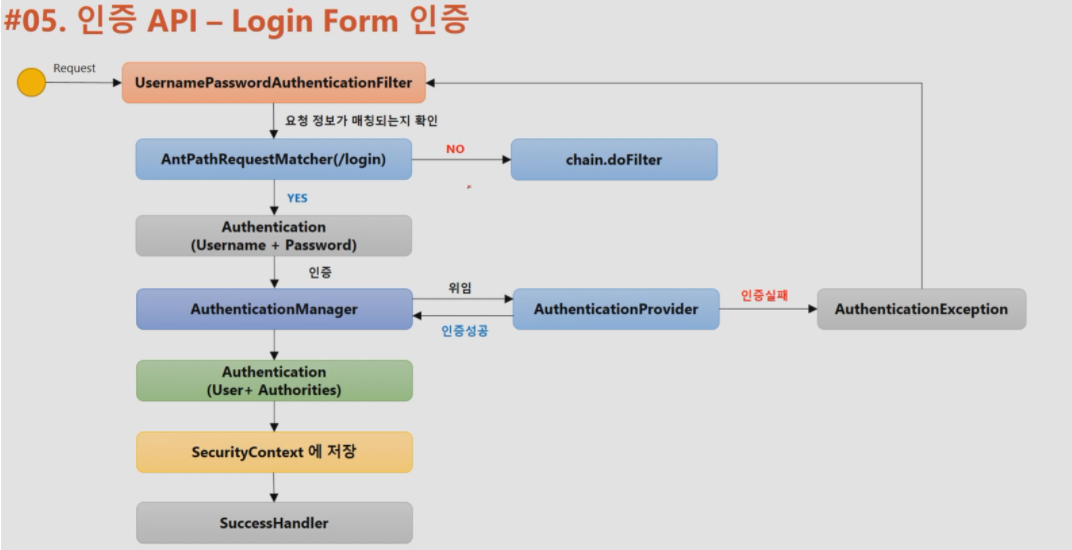 #05. 인증 API – Login Form 인증
Request
UsernamePasswordAuthenticationFilter
요청 정보가 매칭되는지 확인
AntPathRequestMatcher(/login)
NO
chain.doFilter
YES
Authentication
(Username + Password)
인증
AuthenticationManager
위임
인증성공
AuthenticationProvider
인증실패
AuthenticationException
Authentication
(User+ Authorities)
SecurityContext 에 저장
SuccessHandler